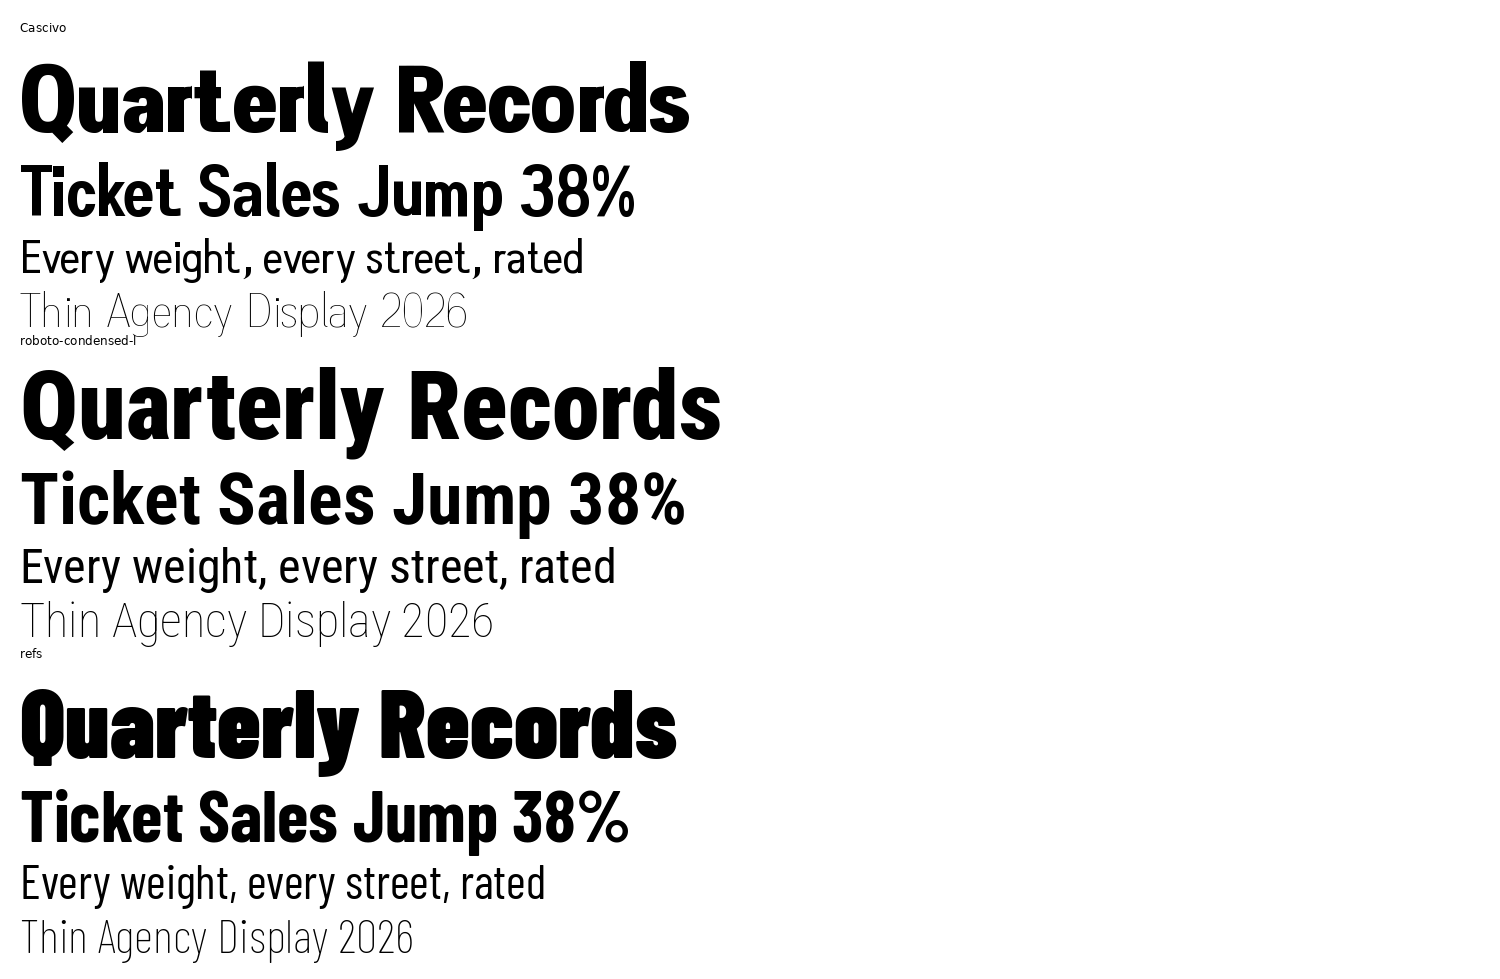 Cascivo
Quarterly Records
Ticket Sales Jump 38%
Every weight, every street, rated
Thin Agency Display 2026
roboto-condensed-l
Quarterly Records
Ticket Sales Jump 38%
Every weight, every street, rated
Thin Agency Display 2026
refs
Quarterly Records
Ticket Sales Jump 38%
Every weight, every street, rated
Thin Agency Display 2026